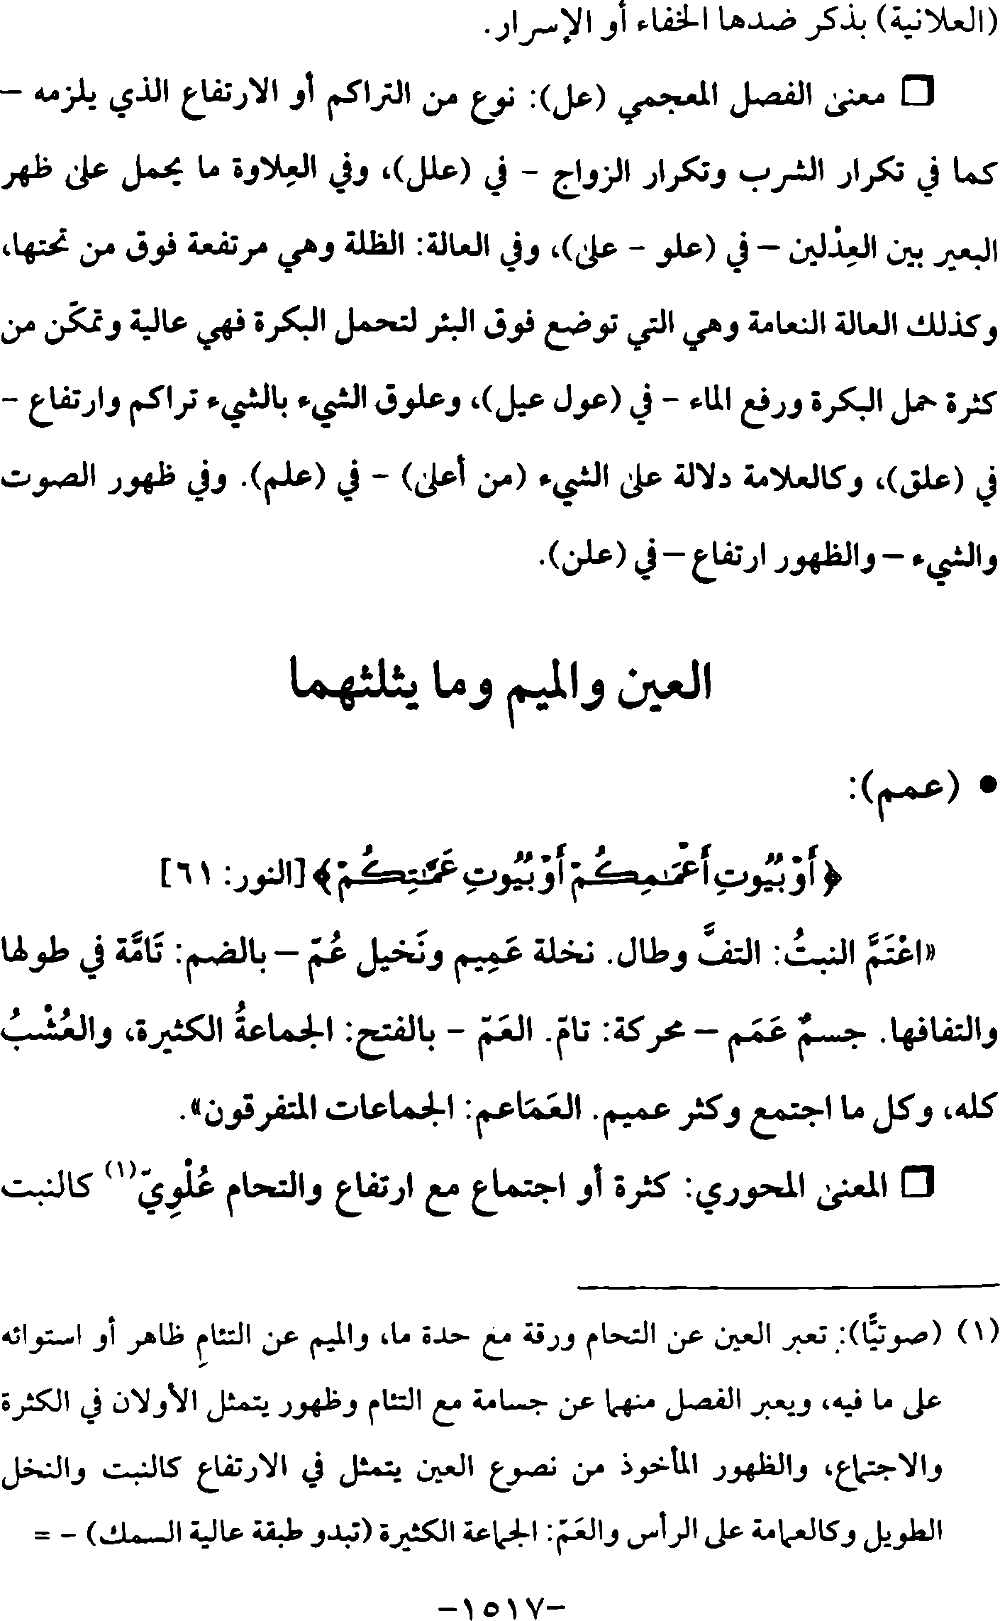 (العلانية) بذكر ضدها الخفاء أو الإسرار.
❒ معنى الفصل المعجمي (عل): نوع من التراكم أو الارتفاع الذي يلزمه –
كما في تكرار الشرب وتكرار الزواج - في (علل)، وفي العِلاوة ما يحمل على ظهر
البعير بين العِدْلين – في (علو - على)، وفي العالة: الظلة وهي مرتفعة فوق من تحتها،
وكذلك العالة النعامة وهي التي توضع فوق البئر لتحمل البكرة فهي عالية وتمكّن من
كثرة حمل البكرة ورفع الماء - في (عول عيل)، وعلوق الشيء بالشيء تراكم وارتفاع -
في (علق)، وكالعلامة دلالة على الشيء (من أعلى) - في (علم). وفي ظهور الصوت
والشيء – والظهور ارتفاع – في (علن).
العين والميم وما يثلثهما
• (عمم):
﴿أَوْ بُيُوتِ أَعْمَٰمِكُمْ أَوْ بُيُوتِ عَمَّٰتِكُمْ﴾ [النور: ٦١]
«اعْتَمَّ النبتُ: التفَّ وطال. نخلة عَمِيم ونَخيل عُمّ – بالضم: تَامَّة في طولها
والتفافها. جسمٌ عَمَم – محركة: تامّ. العَمّ - بالفتح: الجماعةُ الكثيرة، والعُشْبُ
كله، وكل ما اجتمع وكثر عميم. العَمَاعم: الجماعات المتفرقون».
❒ المعنى المحوري: كثرة أو اجتماع مع ارتفاع والتحام عُلْوِيّ(١) كالنبت
(١) (صوتيًّا): تعبر العين عن التحام ورقة مع حدة ما، والميم عن التئامِ ظاهر أو استوائه
على ما فيه، ويعبر الفصل منهما عن جسامة مع التئام وظهور يتمثل الأولان في الكثرة
والاجتماع، والظهور المأخوذ من نصوع العين يتمثل في الارتفاع كالنبت والنخل
الطويل وكالعمامة على الرأس والعَمّ: الجماعة الكثيرة (تبدو طبقة عالية السمك) - =
-١٥١٧-